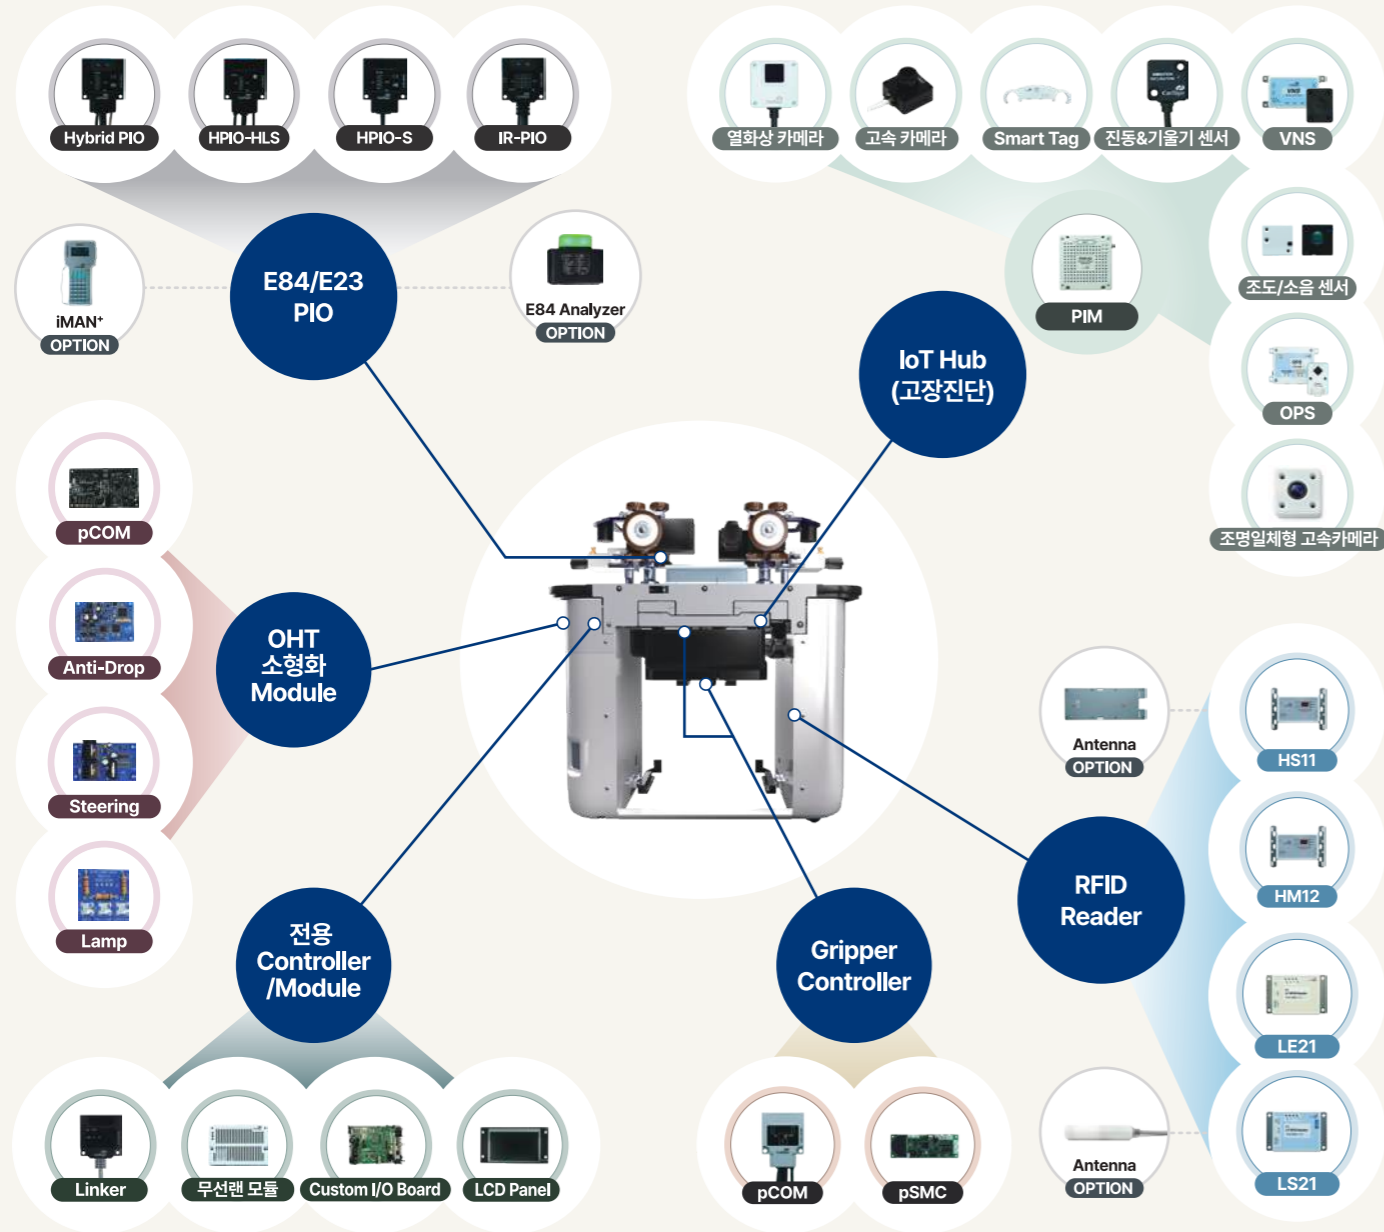 Hybrid PIO
HPIO-HLS
HPIO-S
IR-PIO
열화상 카메라
고속 카메라
Smart Tag
진동&기울기 센서
VNS
E84/E23
PIO
iMAN+
OPTION
E84 Analyzer
OPTION
PIM
조도/소음 센서
IoT Hub
(고장진단)
OPS
조명일체형 고속카메라
pCOM
Anti-Drop
Steering
Lamp
OHT
소형화
Module
Antenna
OPTION
HS11
HM12
LE21
LS21
RFID
Reader
Antenna
OPTION
전용
Controller
/Module
Gripper
Controller
Linker
무선랜 모듈
Custom I/O Board
LCD Panel
pCOM
pSMC